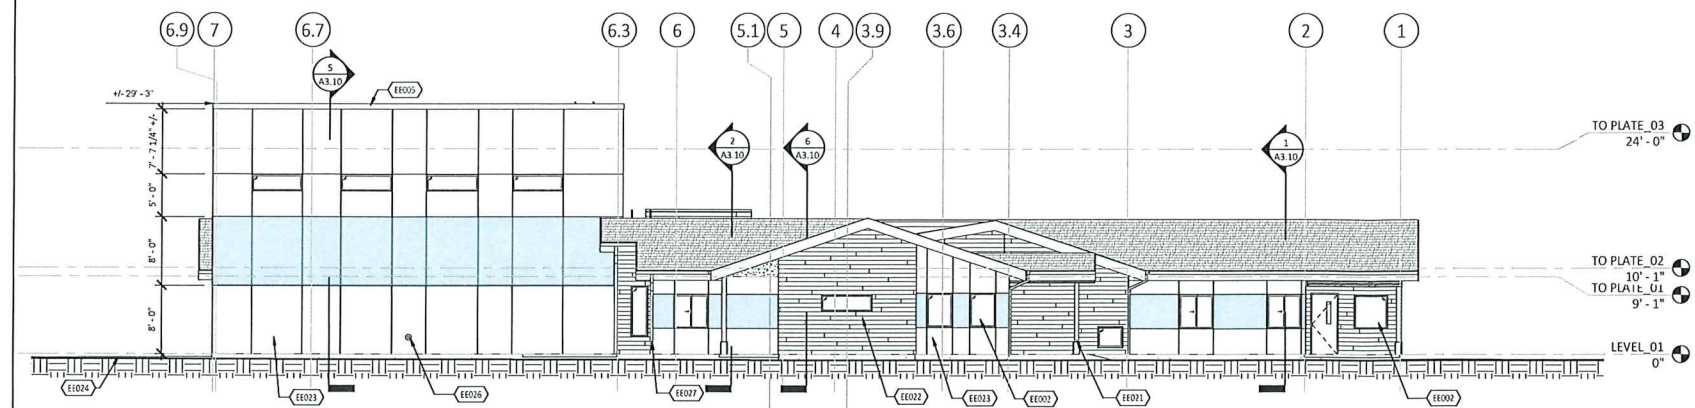 6.9
7
6.7
6.3
6
5.1
5
4
3.9
3.6
3.4
3
2
1
5
A3.10
EE005
+/- 29' - 3"
7' - 7 1/4" +/-
5' - 0"
8' - 0"
8' - 0"
2
A3.10
6
A3.10
1
A3.10
TO PLATE_03
24' - 0"
TO PLATE_02
10' - 1"
TO PLATE_01
9' - 1"
LEVEL_01
0"
EE024
EE023
EE026
EE027
EE022
EE023
EE002
EE021
EE002